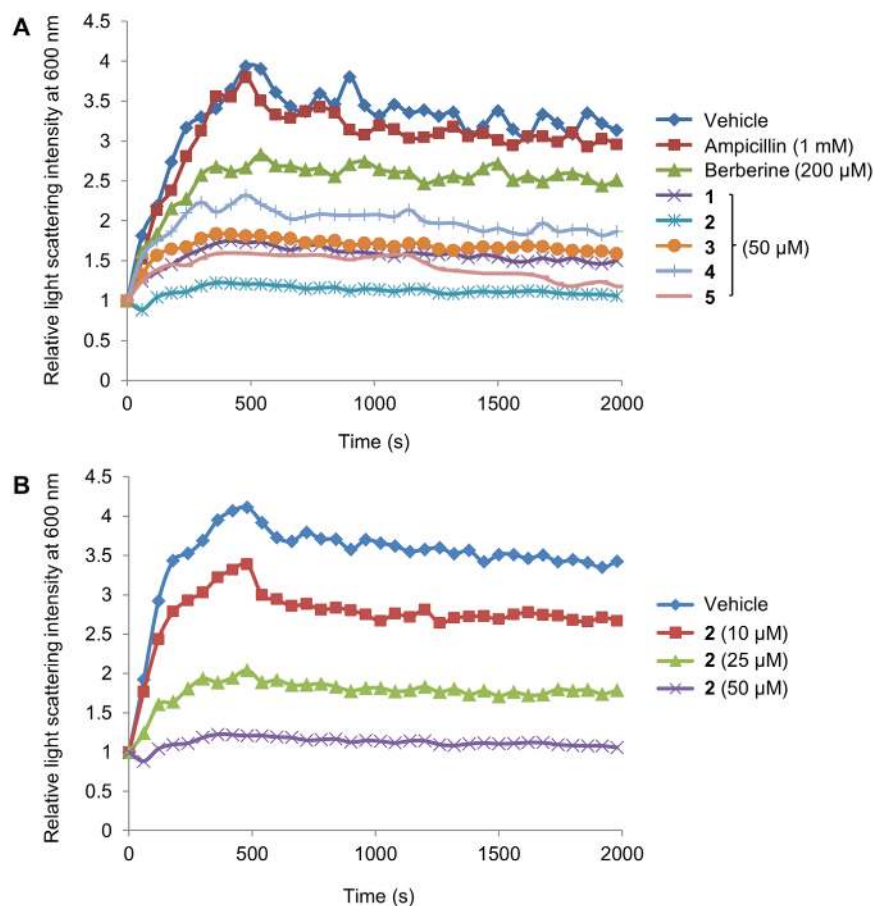 A
Relative light scattering intensity at 600 nm
4.5
4
3.5
3
2.5
2
1.5
1
0.5
0
0 500 1000 1500 2000
Time (s)
Vehicle
Ampicillin (1 mM)
Berberine (200 µM)
1
2
3 (50 µM)
4
5
B
Relative light scattering intensity at 600 nm
4.5
4
3.5
3
2.5
2
1.5
1
0.5
0
0 500 1000 1500 2000
Time (s)
Vehicle
2 (10 µM)
2 (25 µM)
2 (50 µM)